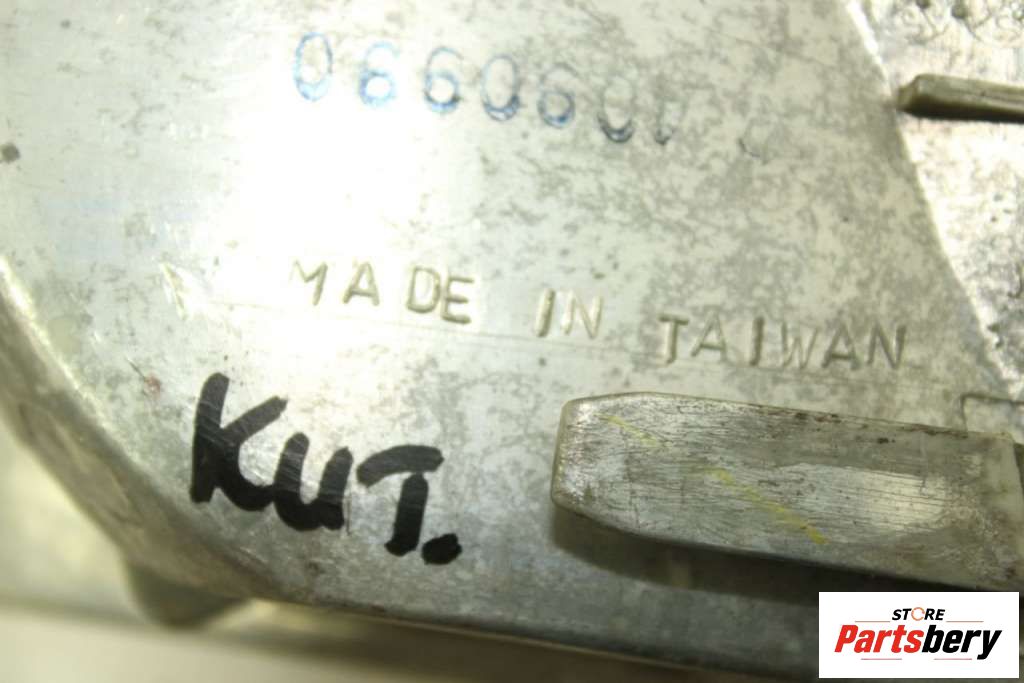 MADE IN TAIWAN
KUT.
STORE
Partsbery